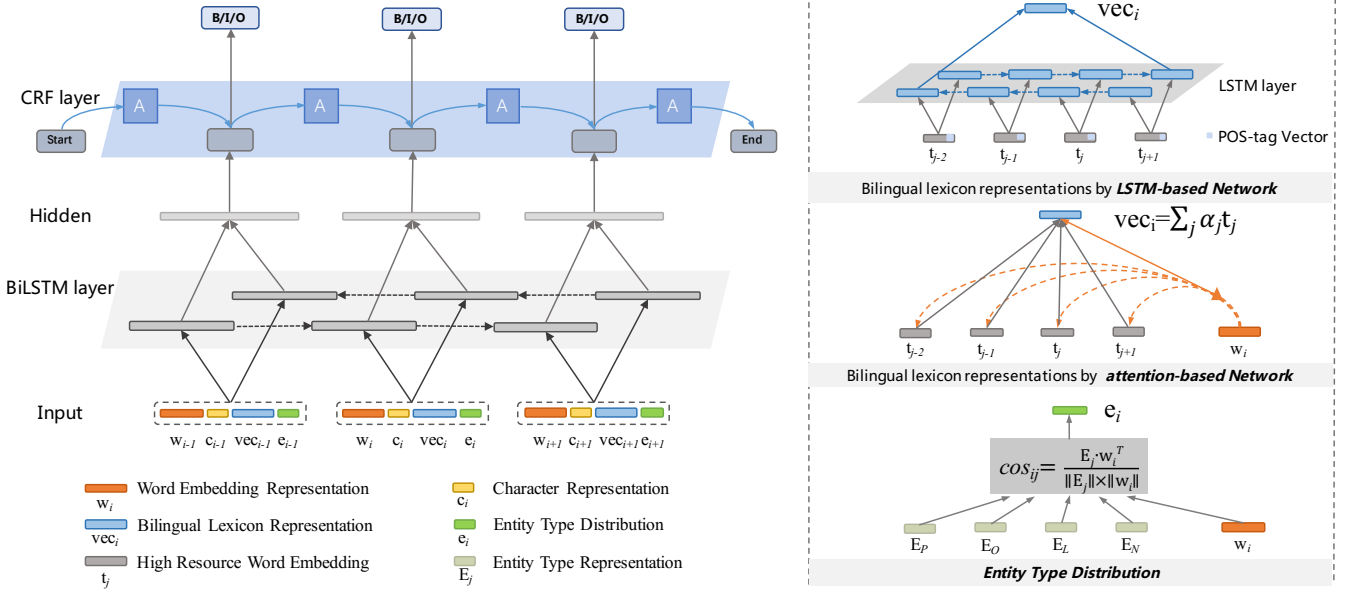 B/I/O B/I/O B/I/O
CRF layer
A A A A
Start End
Hidden
BiLSTM layer
Input
w_{i-1} c_{i-1} vec_{i-1} e_{i-1} w_i c_i vec_i e_i w_{i+1} c_{i+1} vec_{i+1} e_{i+1}
Word Embedding Representation
w_i
Character Representation
c_i
Bilingual Lexicon Representation
vec_i
Entity Type Distribution
e_i
High Resource Word Embedding
t_j
Entity Type Representation
E_j
vec_i
LSTM layer
POS-tag Vector
t_{j-2} t_{j-1} t_j t_{j+1}
Bilingual lexicon representations by LSTM-based Network
vec_i=∑_j α_j t_j
t_{j-2} t_{j-1} t_j t_{j+1} w_i
Bilingual lexicon representations by attention-based Network
e_i
cos_{ij}= E_j·w_i^T / ‖E_j‖×‖w_i‖
E_P E_O E_L E_N w_i
Entity Type Distribution